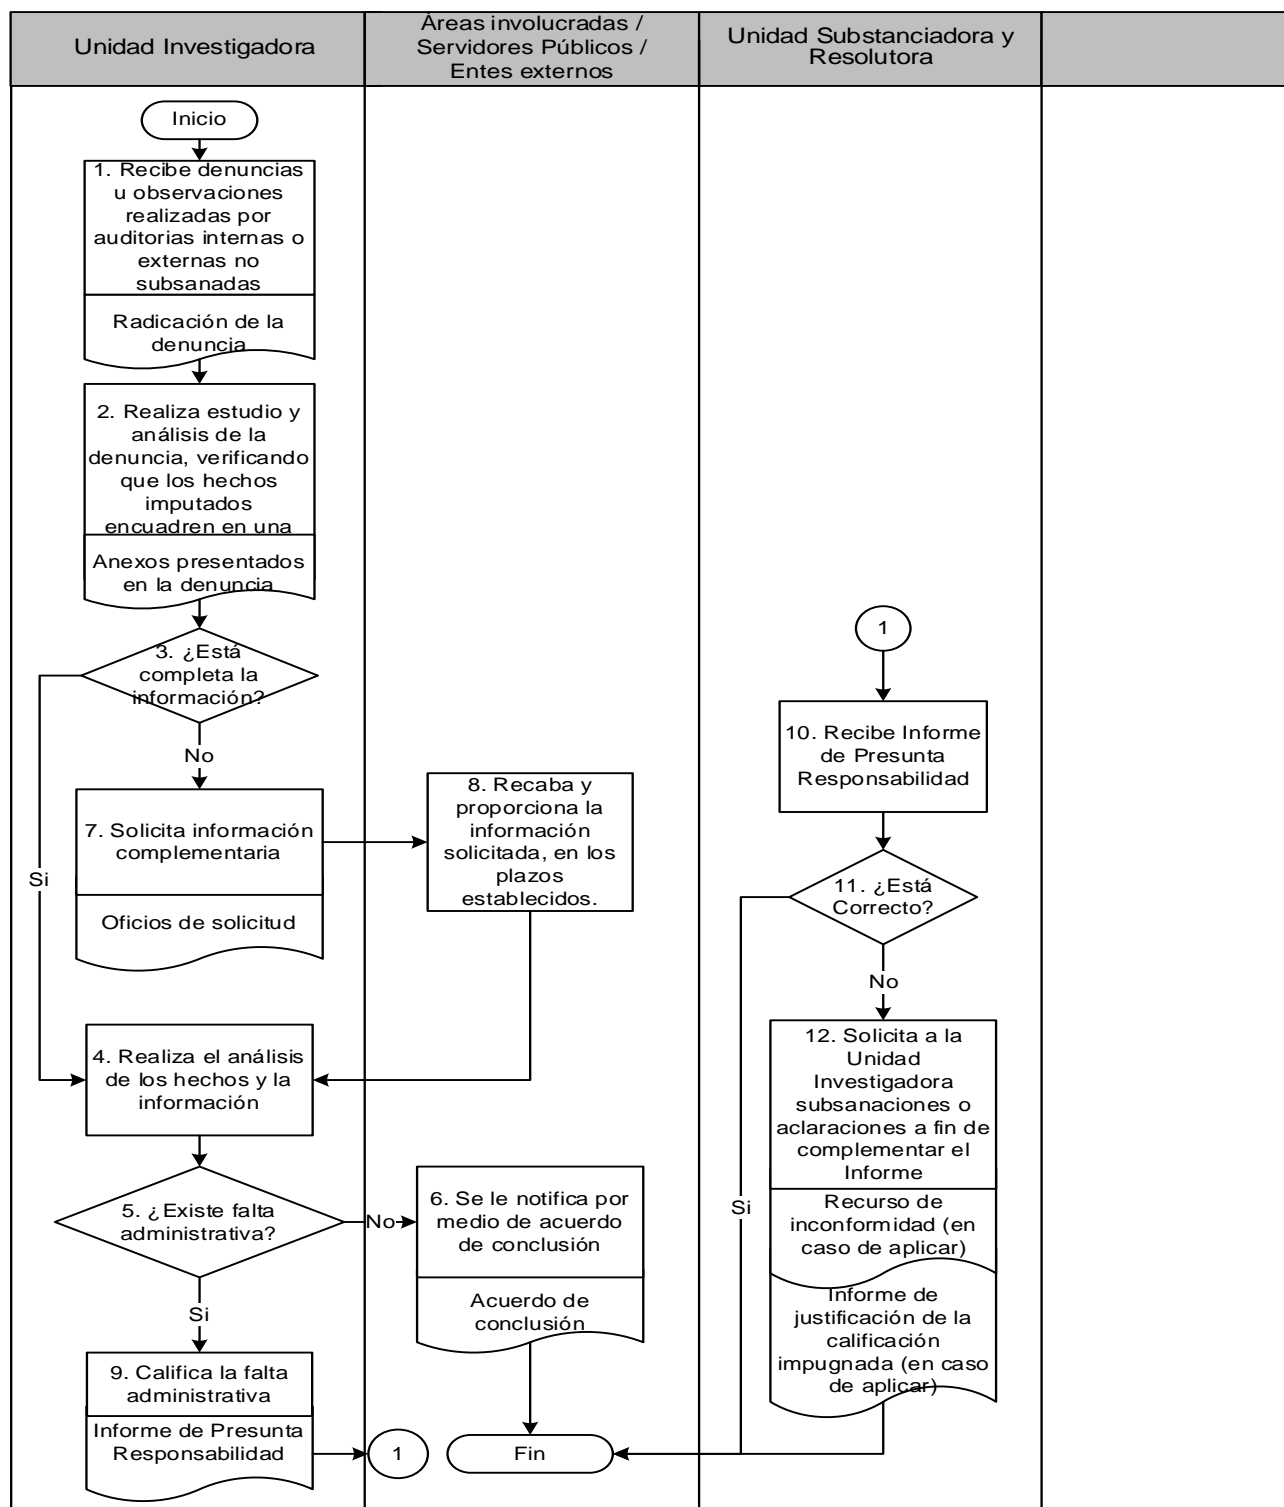 Unidad Investigadora
Áreas involucradas /
Servidores Públicos /
Entes externos
Unidad Substanciadora y
Resolutora
Inicio
1. Recibe denuncias
u observaciones
realizadas por
auditorias internas o
externas no
subsanadas
Radicación de la
denuncia
2. Realiza estudio y
análisis de la
denuncia, verificando
que los hechos
imputados
encuadren en una
Anexos presentados
en la denuncia
3. ¿Está
completa la
información?
No
Si
7. Solicita información
complementaria
Oficios de solicitud
8. Recaba y
proporciona la
información
solicitada, en los
plazos
establecidos.
4. Realiza el análisis
de los hechos y la
información
5. ¿Existe falta
administrativa?
No
6. Se le notifica por
medio de acuerdo
de conclusión
Acuerdo de
conclusión
Si
9. Califica la falta
administrativa
Informe de Presunta
Responsabilidad
1
Fin
1
10. Recibe Informe
de Presunta
Responsabilidad
11. ¿Está
Correcto?
No
Si
12. Solicita a la
Unidad
Investigadora
subsanaciones o
aclaraciones a fin de
complementar el
Informe
Recurso de
inconformidad (en
caso de aplicar)
Informe de
justificación de la
calificación
impugnada (en caso
de aplicar)